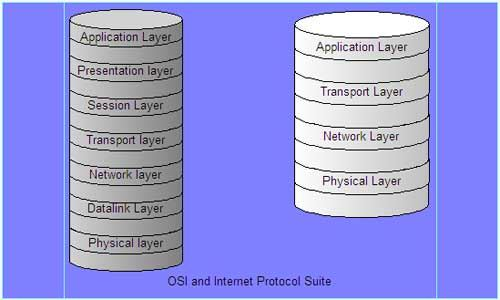 Application Layer
Presentation layer
Session Layer
Transport layer
Network layer
Datalink Layer
Physical layer
Application Layer
Transport Layer
Network Layer
Physical Layer
OSI and Internet Protocol Suite